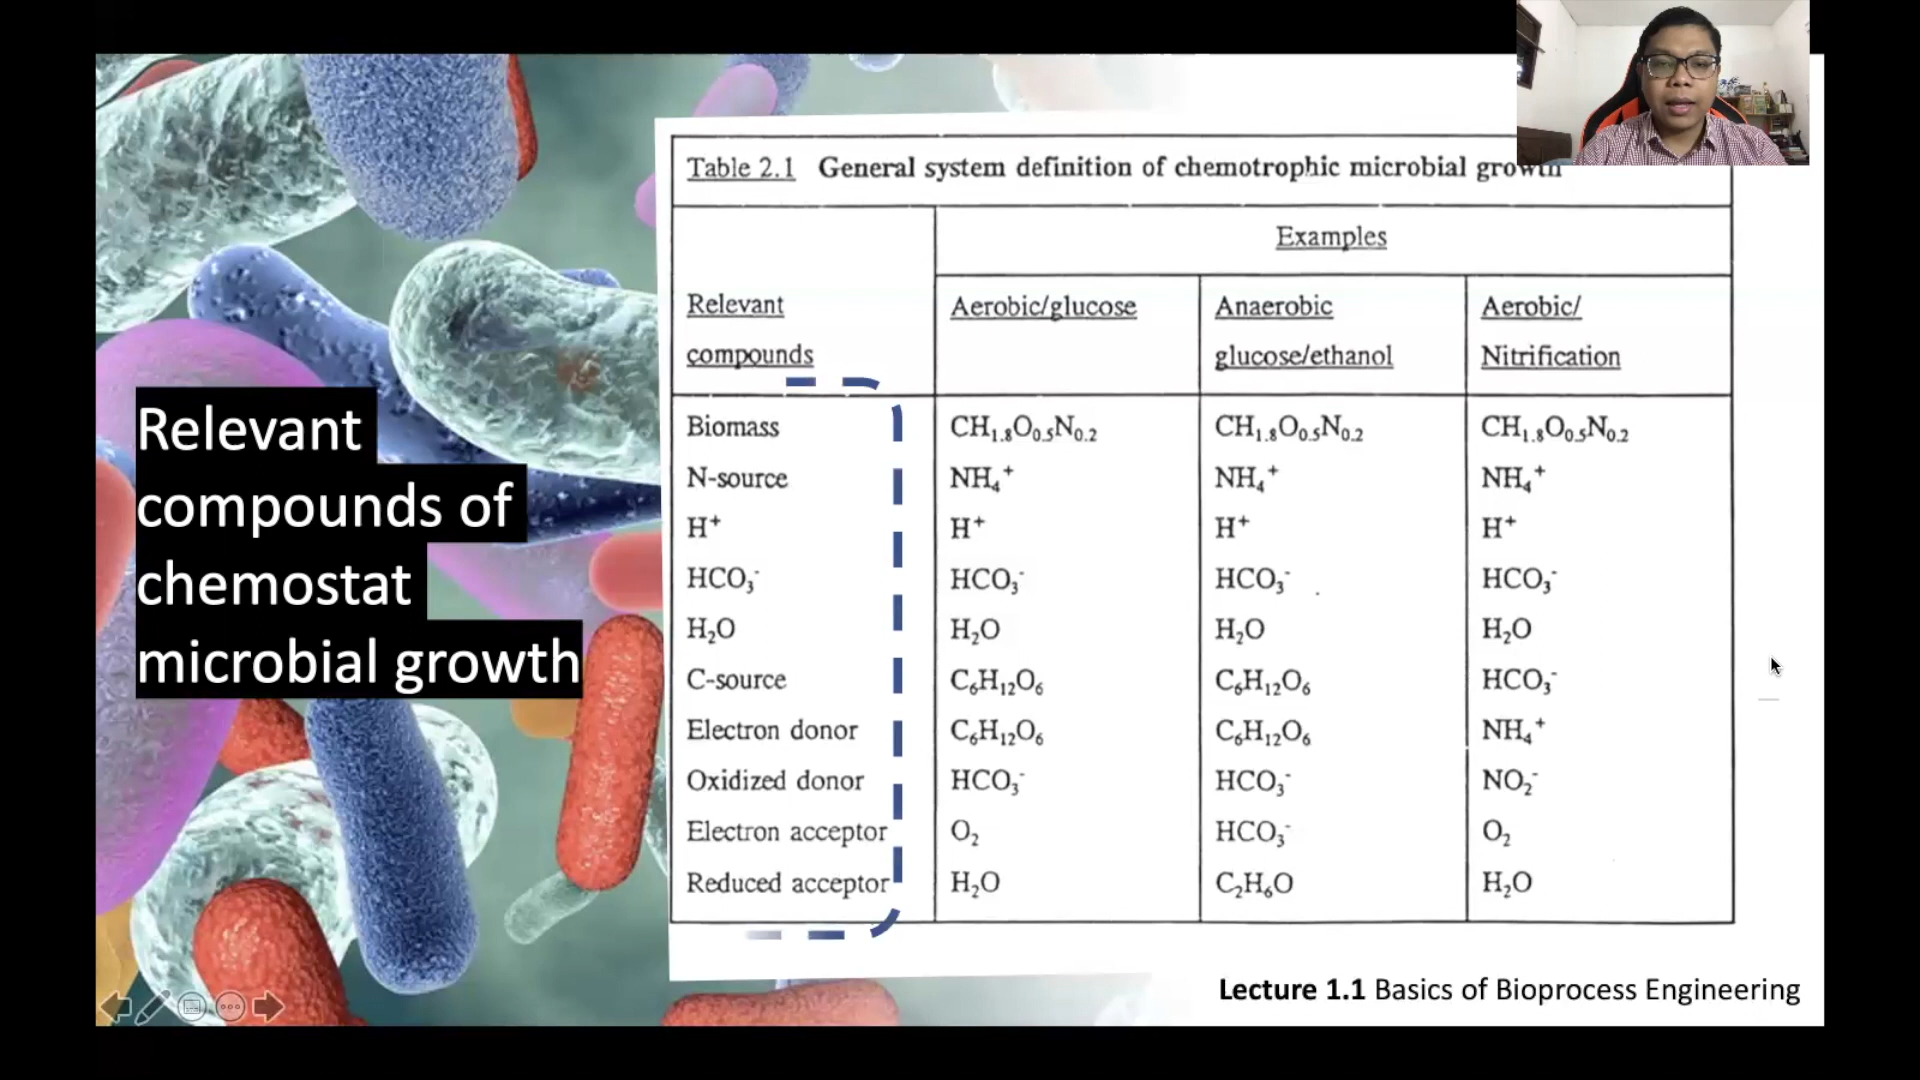 Relevant
compounds of
chemostat
microbial growth
Table 2.1 General system definition of chemotrophic microbial growth
Examples
Relevant compounds
Aerobic/glucose
Anaerobic glucose/ethanol
Aerobic/ Nitrification
Biomass CH₁.₈O₀.₅N₀.₂ CH₁.₈O₀.₅N₀.₂ CH₁.₈O₀.₅N₀.₂
N-source NH₄⁺ NH₄⁺ NH₄⁺
H⁺ H⁺ H⁺ H⁺
HCO₃⁻ HCO₃⁻ HCO₃⁻ HCO₃⁻
H₂O H₂O H₂O H₂O
C-source C₆H₁₂O₆ C₆H₁₂O₆ HCO₃⁻
Electron donor C₆H₁₂O₆ C₆H₁₂O₆ NH₄⁺
Oxidized donor HCO₃⁻ HCO₃⁻ NO₂⁻
Electron acceptor O₂ HCO₃⁻ O₂
Reduced acceptor H₂O C₂H₆O H₂O
Lecture 1.1 Basics of Bioprocess Engineering